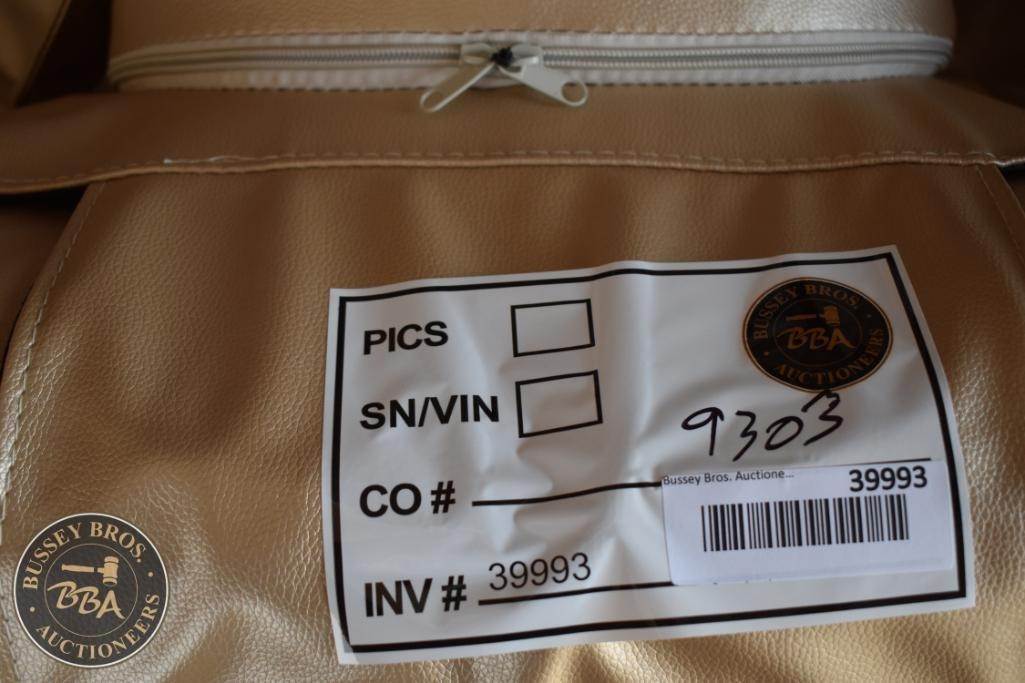 PICS
SN/VIN
CO #
INV # 39993
BUSSEY BROS.
BBA
AUCTIONEERS
9303
Bussey Bros. Auctione...
39993
BUSSEY BROS.
BBA
AUCTIONEERS